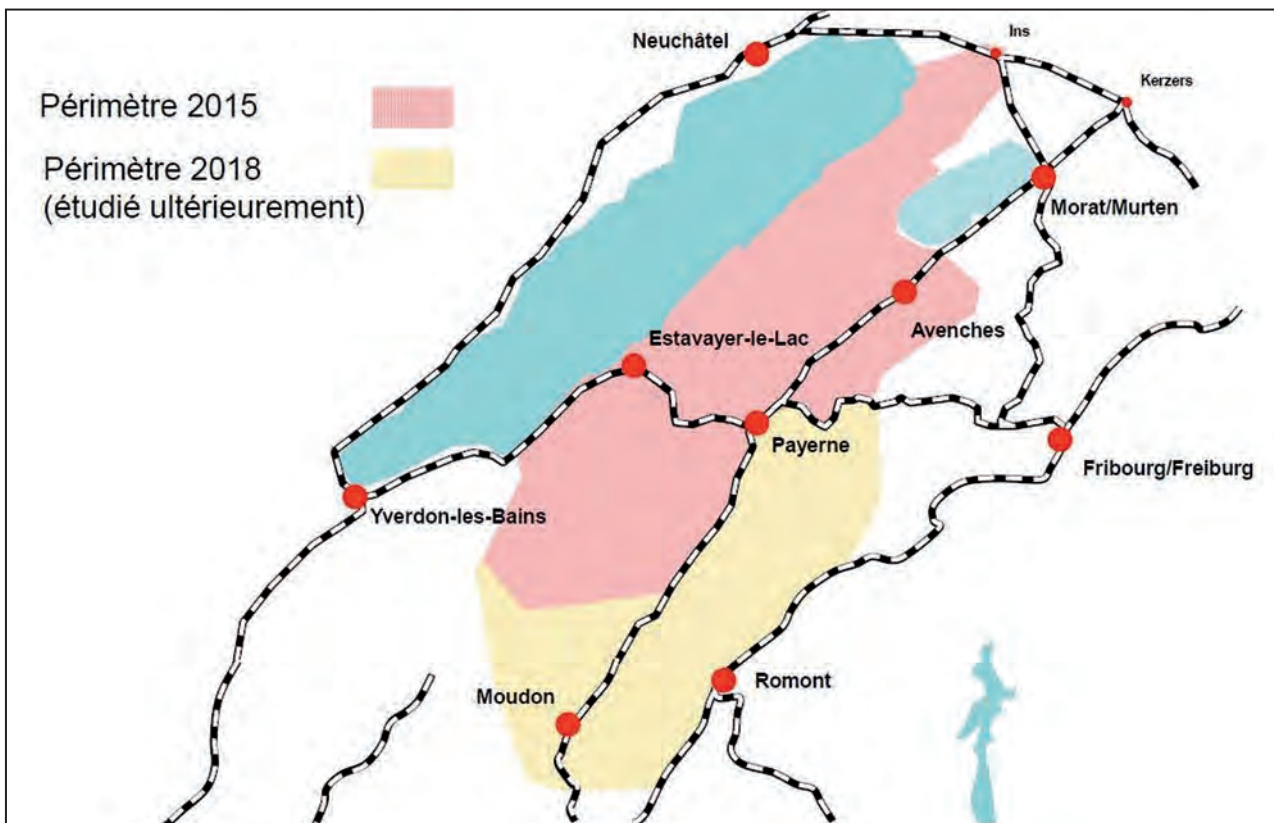 Neuchâtel
Ins
Kerzers
Périmètre 2015
Périmètre 2018
(étudié ultérieurement)
Morat/Murten
Avenches
Estavayer-le-Lac
Payerne
Fribourg/Freiburg
Yverdon-les-Bains
Moudon
Romont